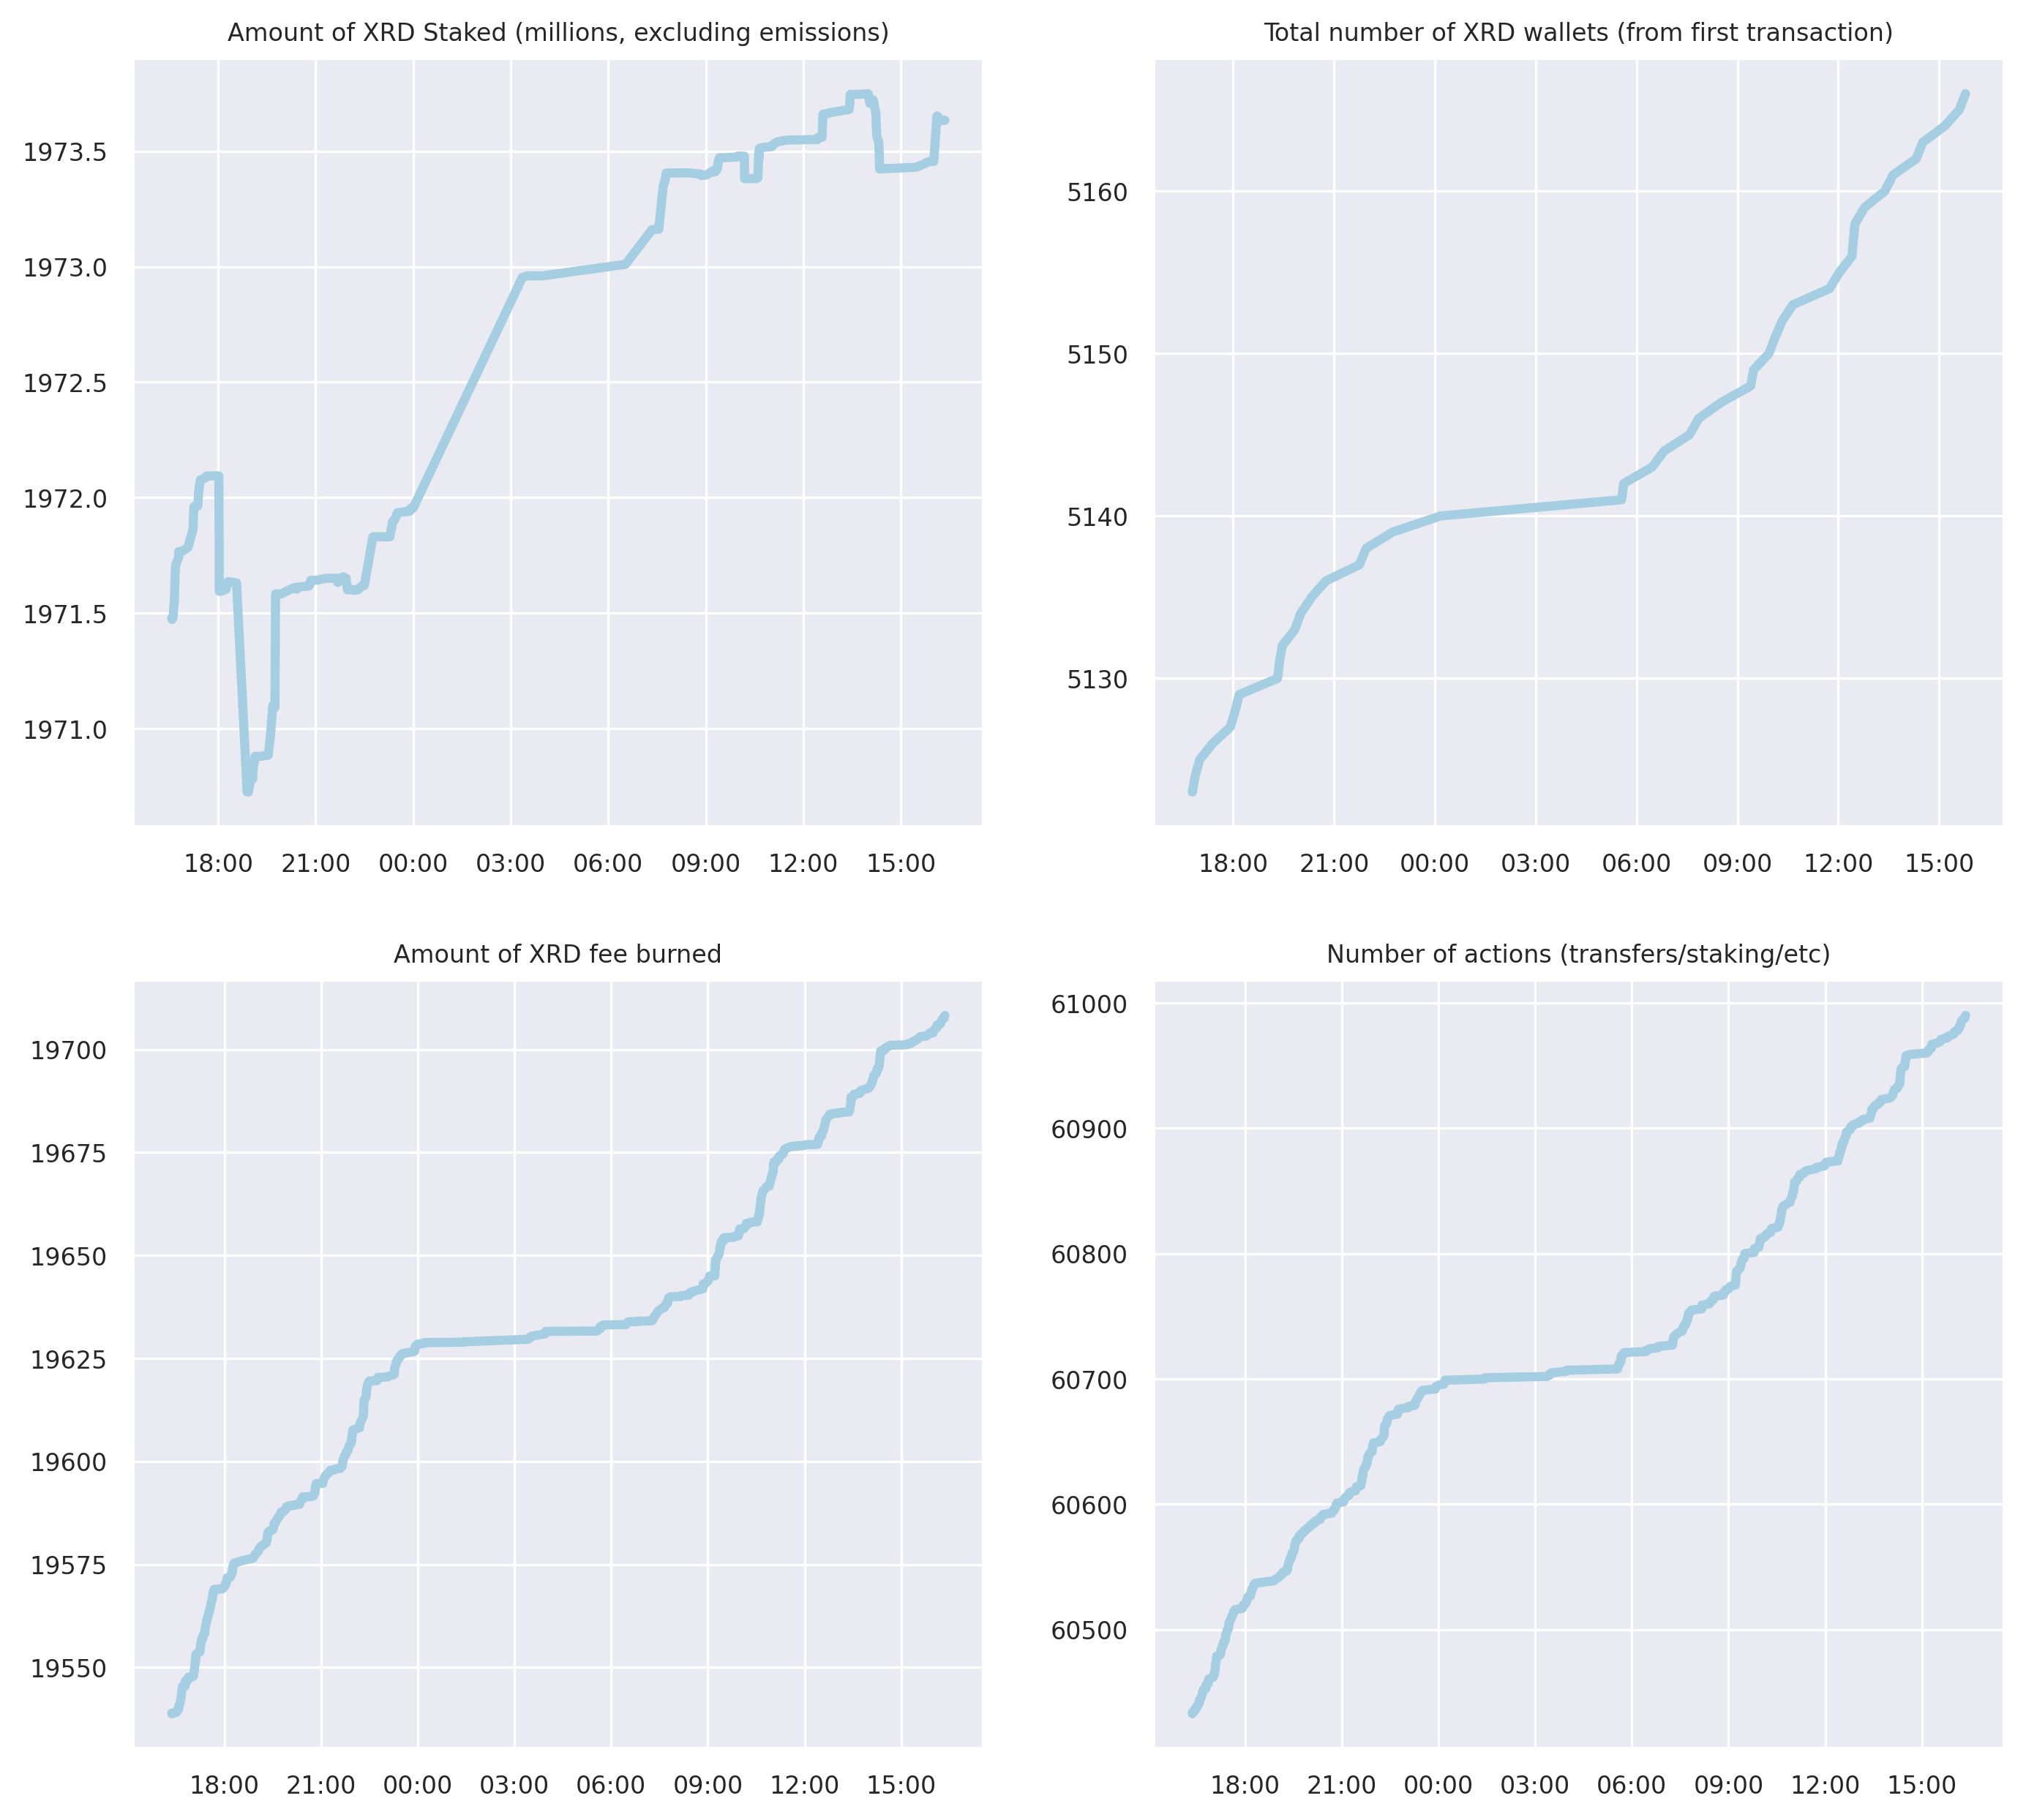 Amount of XRD Staked (millions, excluding emissions)
1973.5
1973.0
1972.5
1972.0
1971.5
1971.0
18:00 21:00 00:00 03:00 06:00 09:00 12:00 15:00
Total number of XRD wallets (from first transaction)
5160
5150
5140
5130
18:00 21:00 00:00 03:00 06:00 09:00 12:00 15:00
Amount of XRD fee burned
19700
19675
19650
19625
19600
19575
19550
18:00 21:00 00:00 03:00 06:00 09:00 12:00 15:00
Number of actions (transfers/staking/etc)
61000
60900
60800
60700
60600
60500
18:00 21:00 00:00 03:00 06:00 09:00 12:00 15:00